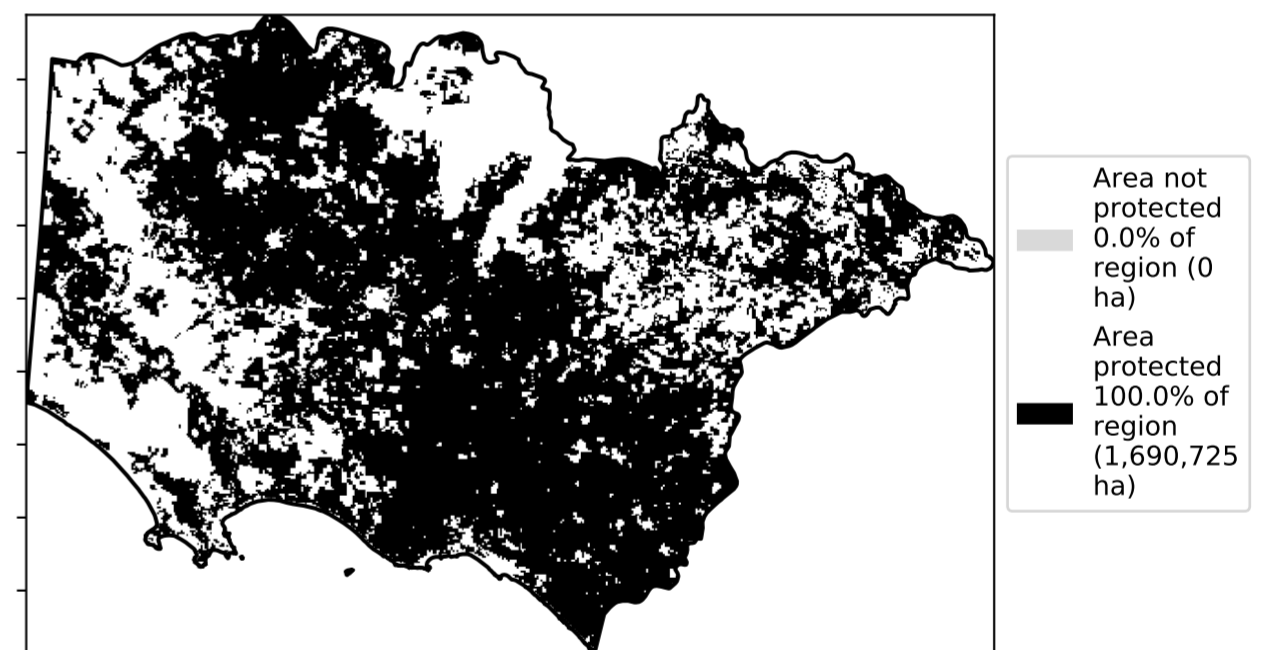 Area not
protected
0.0% of
region (0
ha)
Area
protected
100.0% of
region
(1,690,725
ha)